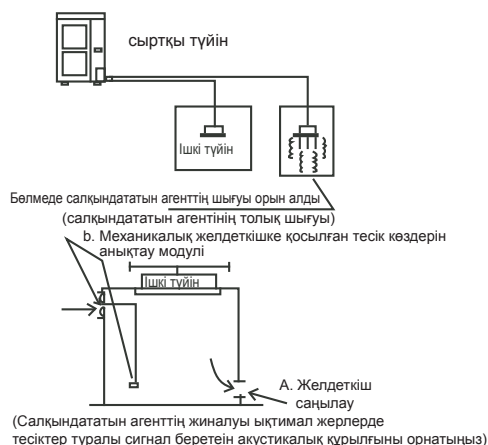 сыртқы түйін
Ішкі түйін
Бөлмеде салқындататын агенттің шығуы орын алды
(салқындататын агентінің толық шығуы)
b. Механикалық желдеткішке қосылған тесік көздерін
анықтау модулі
Ішкі түйін
A. Желдеткіш
саңылау
(Салқындататын агенттің жиналуы ықтимал жерлерде
тесіктер туралы сигнал беретеін акустикалық құрылғыны орнатыңыз)